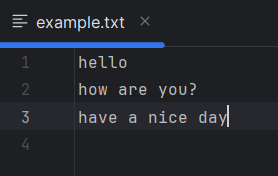 example.txt
1 hello
2 how are you?
3 have a nice day
4